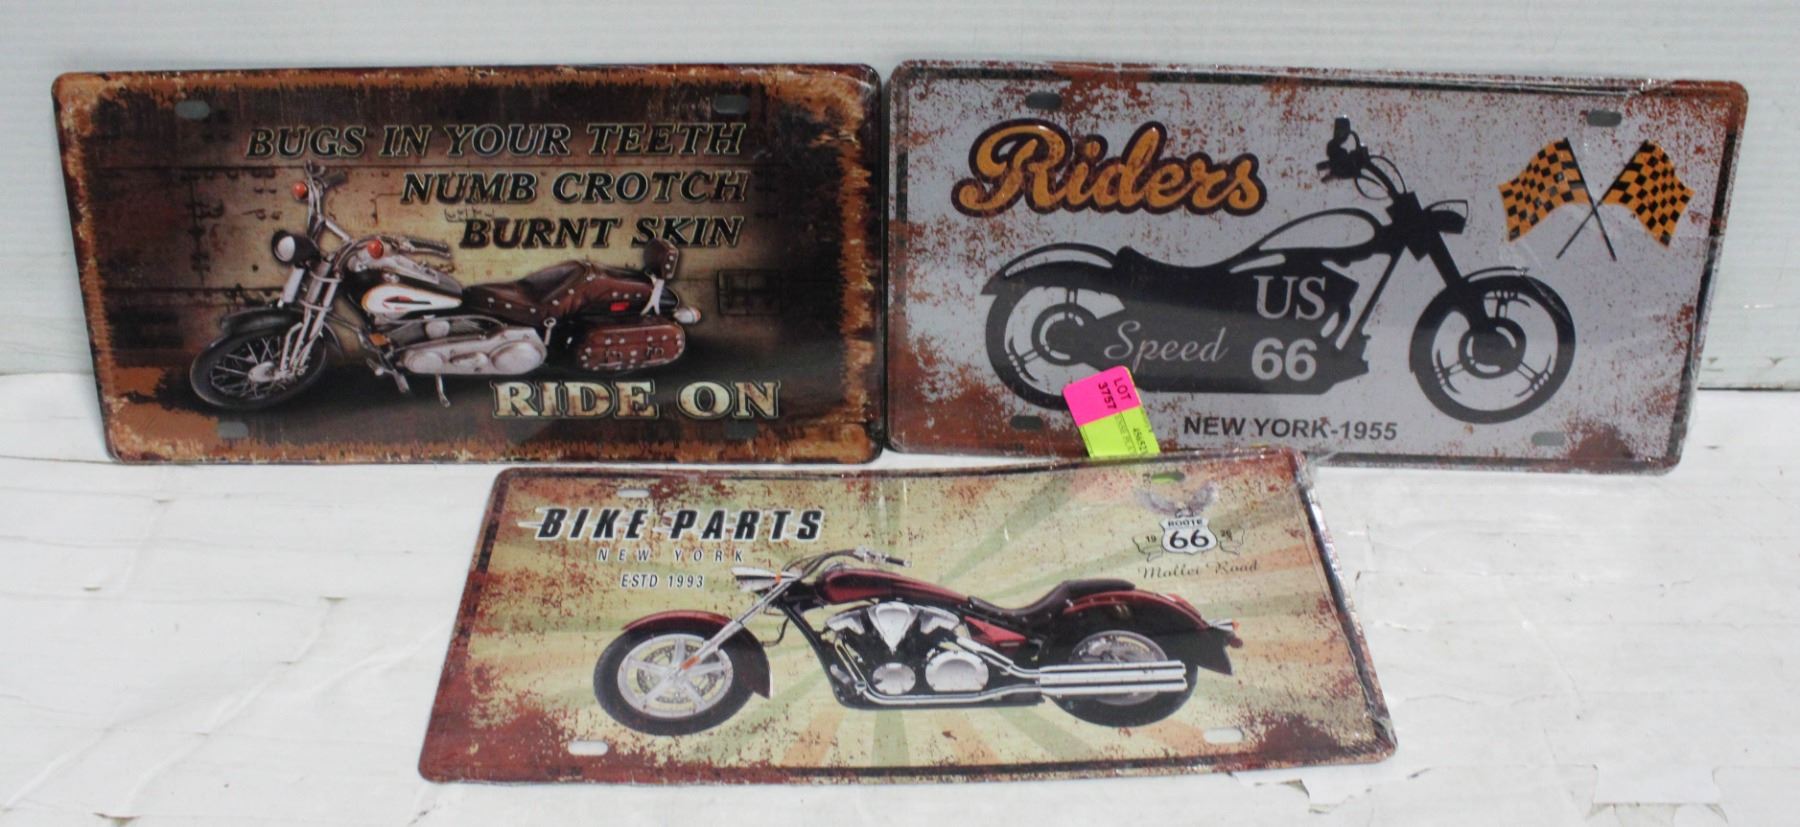 BUGS IN YOUR TEETH
NUMB CROTCH
BURNT SKIN
RIDE ON
Riders
US
Speed
66
NEW YORK-1955
LOT
3757
BIKE PARTS
NEW YORK
ESTD 1993
ROUTE
66